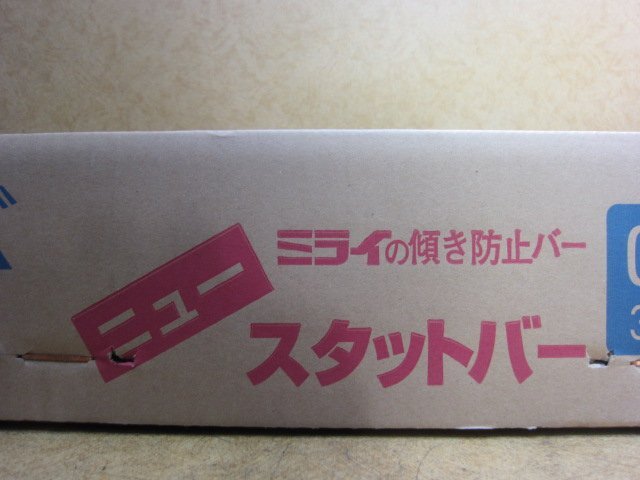 ミライの傾き防止バー
ニュー
スタットバー